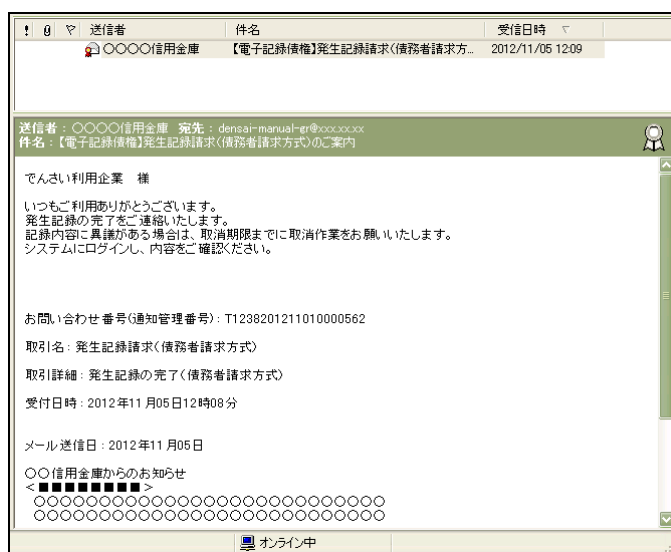 ! 送信者 件名 受信日時
○○○○信用金庫 【電子記録債権】発生記録請求(債務者請求方... 2012/11/05 12:09
送信者:○○○○信用金庫 宛先:densai-manual-gr@xxx.xx.xx
件名:【電子記録債権】発生記録請求(債務者請求方式)のご案内
でんさい利用企業 様
いつもご利用ありがとうございます。
発生記録の完了をご連絡いたします。
記録内容に異議がある場合は、取消期限までに取消作業をお願いいたします。
システムにログインし、内容をご確認ください。
お問い合わせ番号(通知管理番号):T1238201211010000562
取引名:発生記録請求(債務者請求方式)
取引詳細:発生記録の完了(債務者請求方式)
受付日時:2012年11月05日12時08分
メール送信日:2012年11月05日
○○信用金庫からのお知らせ
<■■■■■■■■>
○○○○○○○○○○○○○○○○○○○○○○○○○○○
○○○○○○○○○○○○○○○○○○○○○○○○○○○
オンライン中